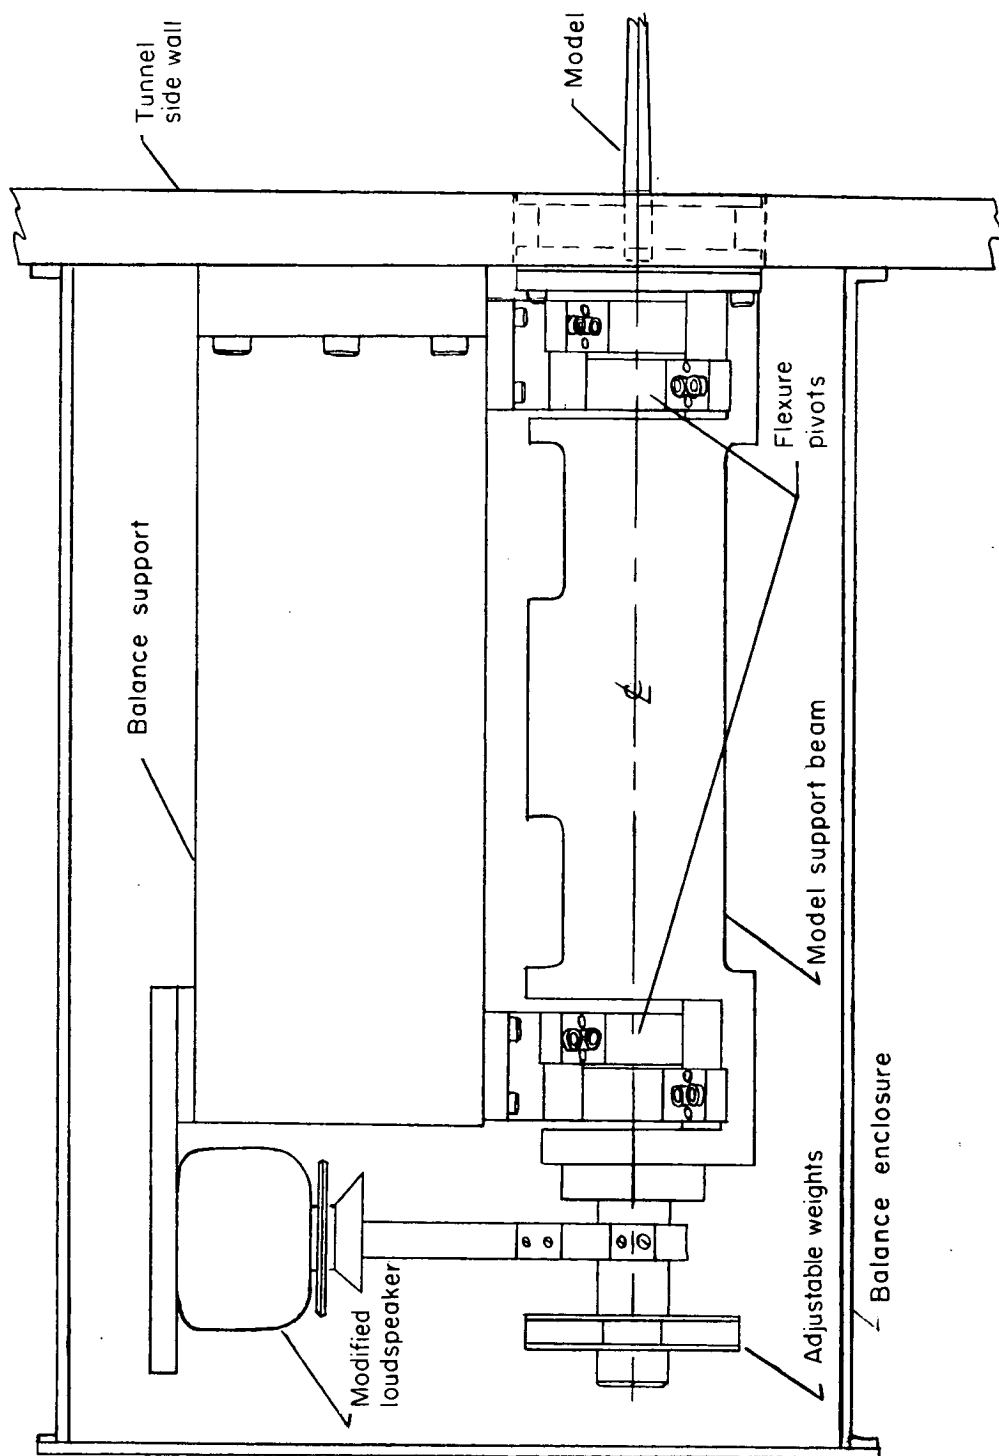 Tunnel
side wall
Model
Balance support
Flexure
pivots
℄
Model support beam
Modified
loudspeaker
Adjustable weights
Balance enclosure